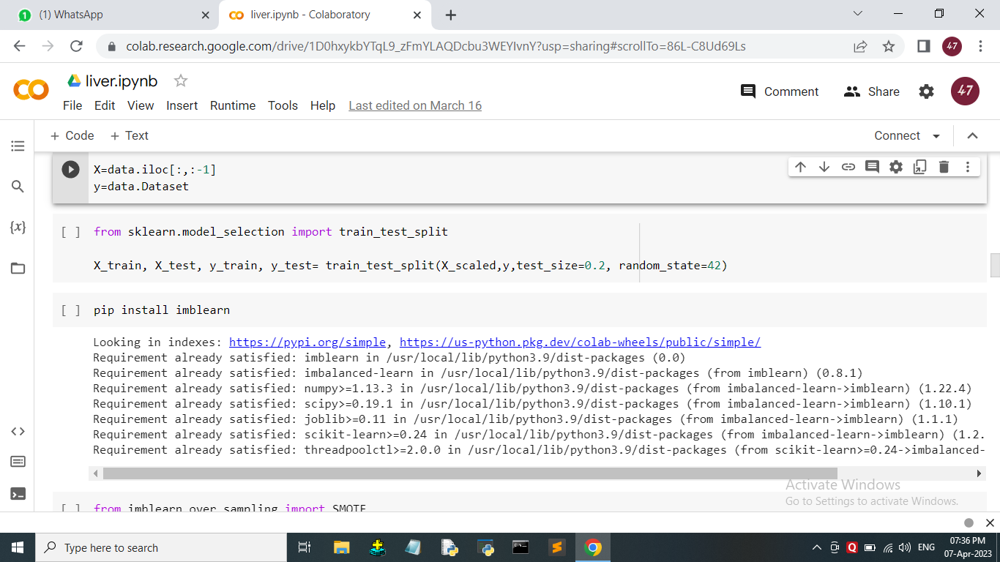 (1) WhatsApp
liver.ipynb - Colaboratory
colab.research.google.com/drive/1D0hxykbYTqL9_zFmYLAQDcbu3WEYIvnY?usp=sharing#scrollTo=86L-C8Ud69Ls
47
liver.ipynb
File Edit View Insert Runtime Tools Help Last edited on March 16
Comment Share 47
+ Code + Text
Connect
X=data.iloc[:,:-1]
y=data.Dataset
{x}
[ ] from sklearn.model_selection import train_test_split
X_train, X_test, y_train, y_test= train_test_split(X_scaled,y,test_size=0.2, random_state=42)
[ ] pip install imblearn
Looking in indexes: https://pypi.org/simple, https://us-python.pkg.dev/colab-wheels/public/simple/
Requirement already satisfied: imblearn in /usr/local/lib/python3.9/dist-packages (0.0)
Requirement already satisfied: imbalanced-learn in /usr/local/lib/python3.9/dist-packages (from imblearn) (0.8.1)
Requirement already satisfied: numpy>=1.13.3 in /usr/local/lib/python3.9/dist-packages (from imbalanced-learn->imblearn) (1.22.4)
Requirement already satisfied: scipy>=0.19.1 in /usr/local/lib/python3.9/dist-packages (from imbalanced-learn->imblearn) (1.10.1)
Requirement already satisfied: joblib>=0.11 in /usr/local/lib/python3.9/dist-packages (from imbalanced-learn->imblearn) (1.1.1)
Requirement already satisfied: scikit-learn>=0.24 in /usr/local/lib/python3.9/dist-packages (from imbalanced-learn->imblearn) (1.2.
Requirement already satisfied: threadpoolctl>=2.0.0 in /usr/local/lib/python3.9/dist-packages (from scikit-learn>=0.24->imbalanced-
[ ] from imblearn over sampling import SMOTE
Activate Windows
Go to Settings to activate Windows.
Type here to search
ENG
07:36 PM
07-Apr-2023